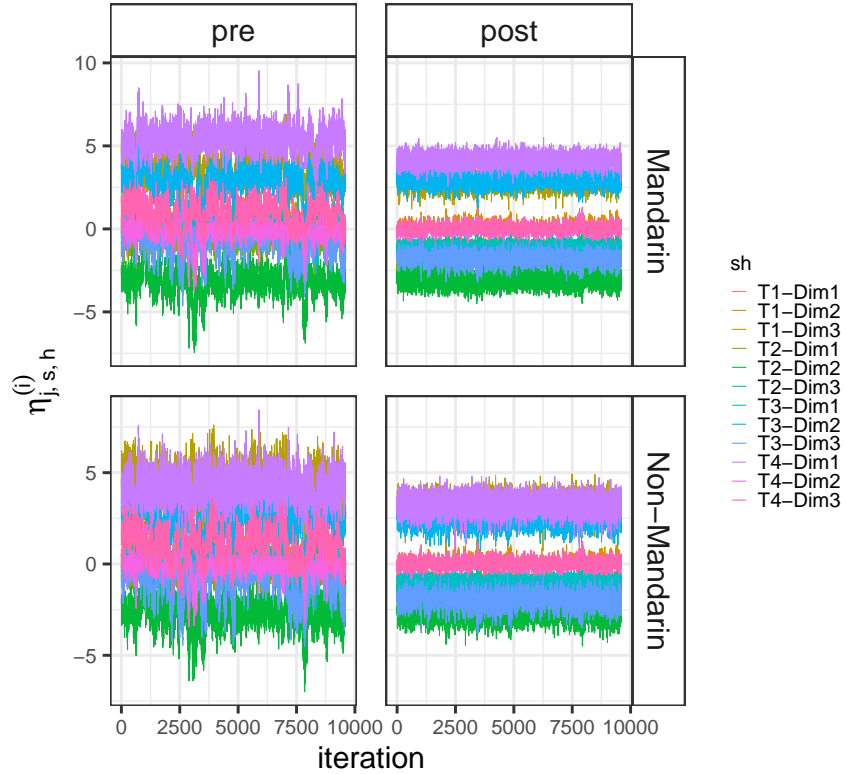 pre
post
10
5
0
−5
Mandarin
5
0
−5
Non−Mandarin
η(i)j, s, h
0 2500 5000 7500 10000
0 2500 5000 7500 10000
iteration
sh
T1−Dim1
T1−Dim2
T1−Dim3
T2−Dim1
T2−Dim2
T2−Dim3
T3−Dim1
T3−Dim2
T3−Dim3
T4−Dim1
T4−Dim2
T4−Dim3